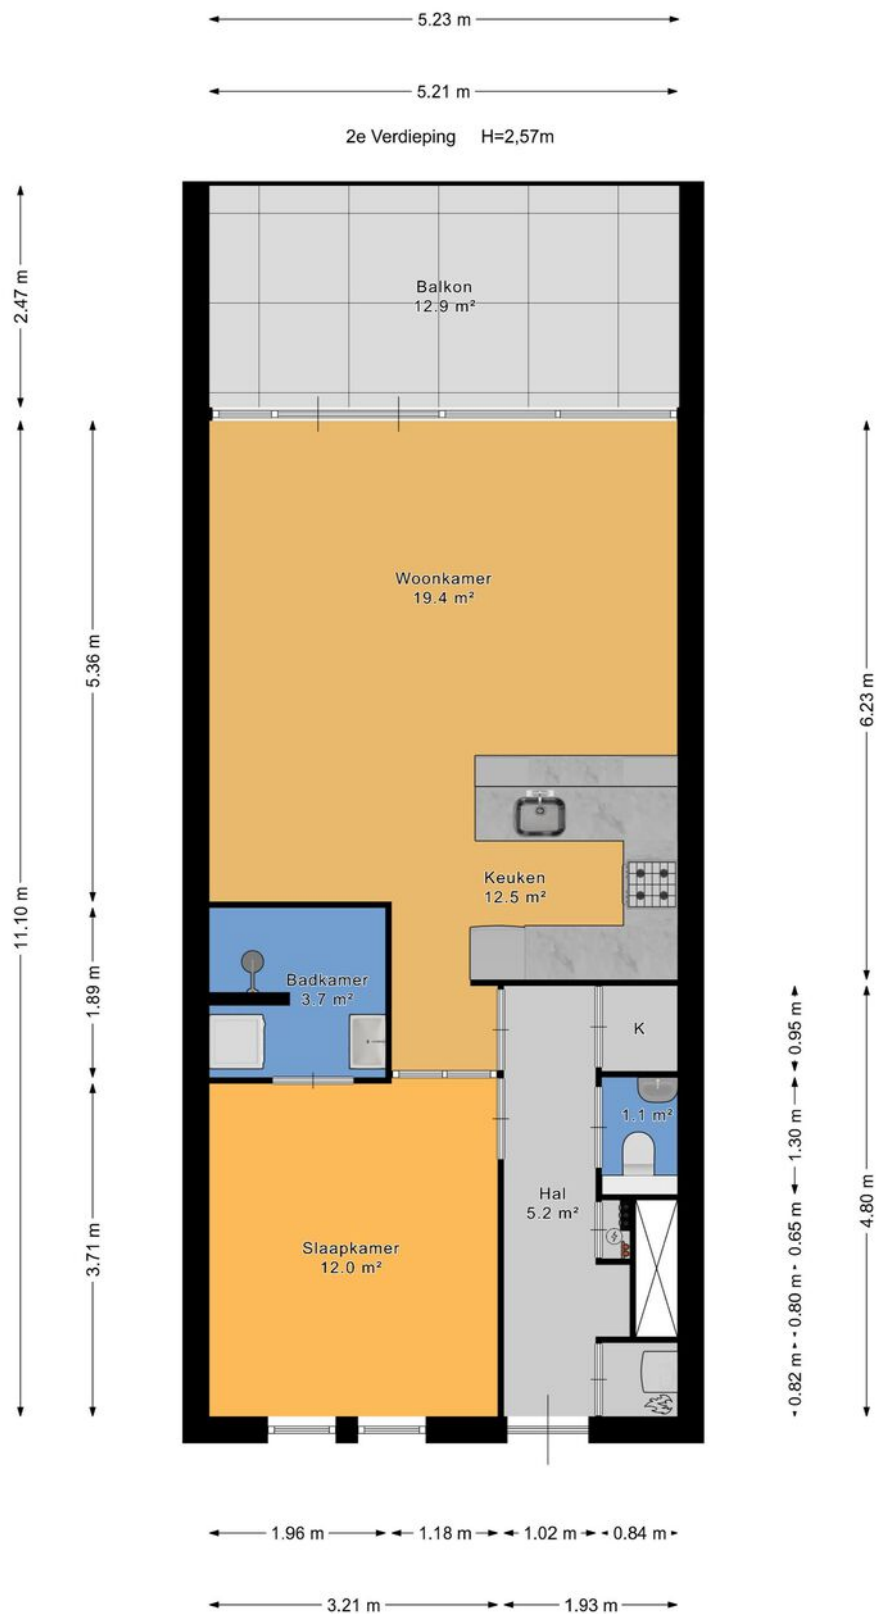 5.23 m
5.21 m
2e Verdieping H=2,57m
2.47 m
Balkon
12.9 m²
Woonkamer
19.4 m²
5.36 m
6.23 m
Keuken
12.5 m²
11.10 m
Badkamer
3.7 m²
1.89 m
K
0.95 m
1.1 m²
1.30 m
Hal
5.2 m²
4.80 m
0.65 m
Slaapkamer
12.0 m²
3.71 m
0.80 m
0.82 m
1.96 m
1.18 m
1.02 m
0.84 m
3.21 m
1.93 m